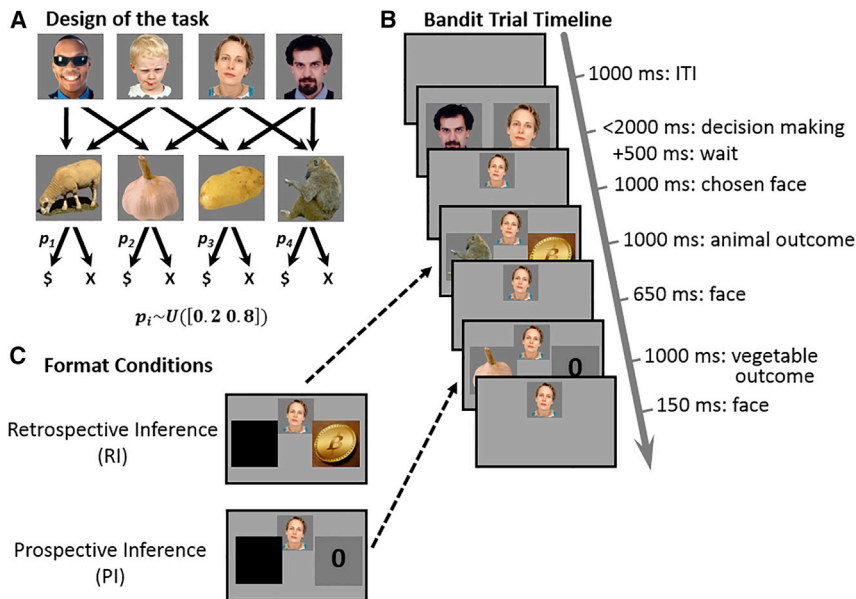 A Design of the task
p1 p2 p3 p4
$ X $ X $ X $ X
pi~U([0.2 0.8])
B Bandit Trial Timeline
1000 ms: ITI
<2000 ms: decision making
+500 ms: wait
1000 ms: chosen face
1000 ms: animal outcome
650 ms: face
1000 ms: vegetable
outcome
150 ms: face
B
0
C Format Conditions
Retrospective Inference
(RI)
B
Prospective Inference
(PI)
0